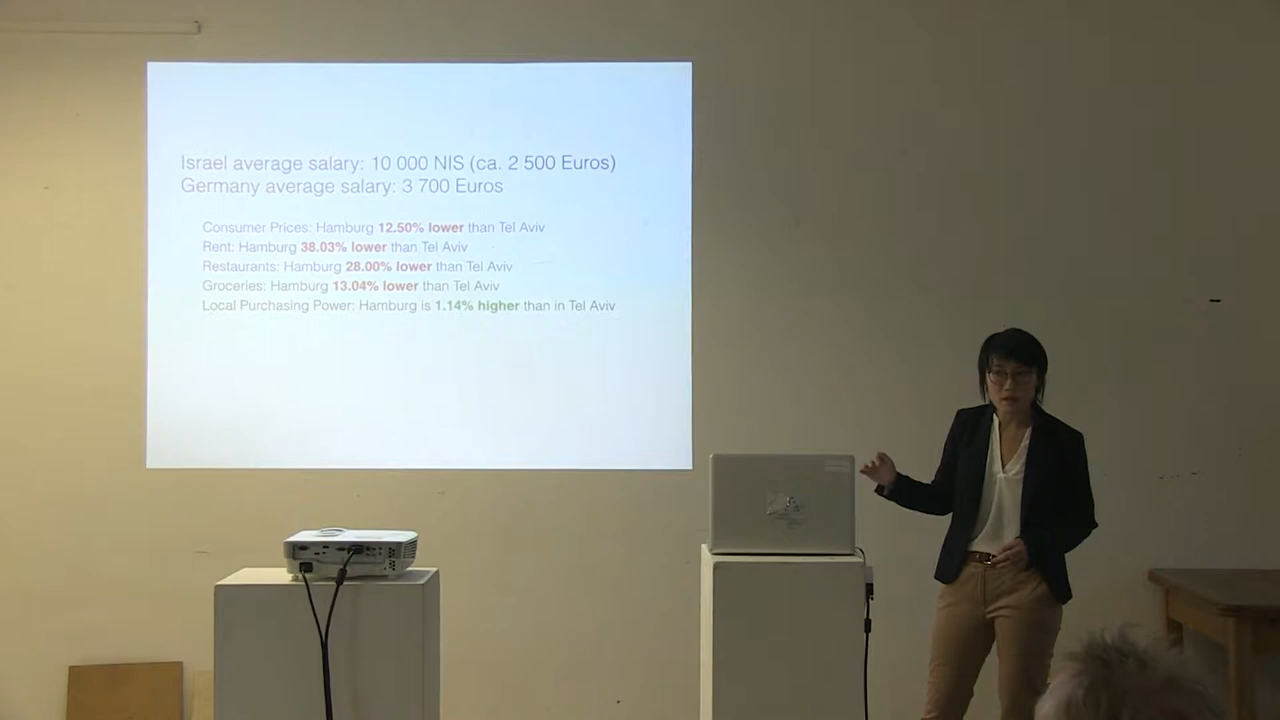 Israel average salary: 10 000 NIS (ca. 2 500 Euros)
Germany average salary: 3 700 Euros
Consumer Prices: Hamburg 12.50% lower than Tel Aviv
Rent: Hamburg 38.03% lower than Tel Aviv
Restaurants: Hamburg 28.00% lower than Tel Aviv
Groceries: Hamburg 13.04% lower than Tel Aviv
Local Purchasing Power: Hamburg is 1.14% higher than in Tel Aviv